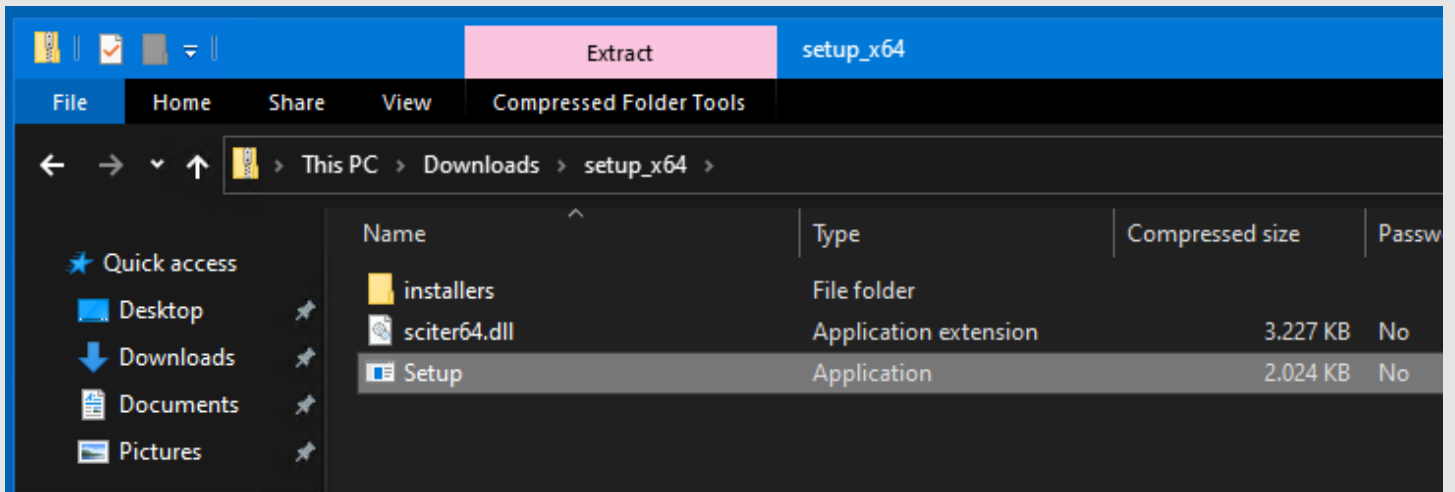 Extract setup_x64
File Home Share View Compressed Folder Tools
This PC > Downloads > setup_x64 >
Name Type Compressed size Passw
Quick access
installers File folder
Desktop
sciter64.dll Application extension 3.227 KB No
Downloads
Setup Application 2.024 KB No
Documents
Pictures